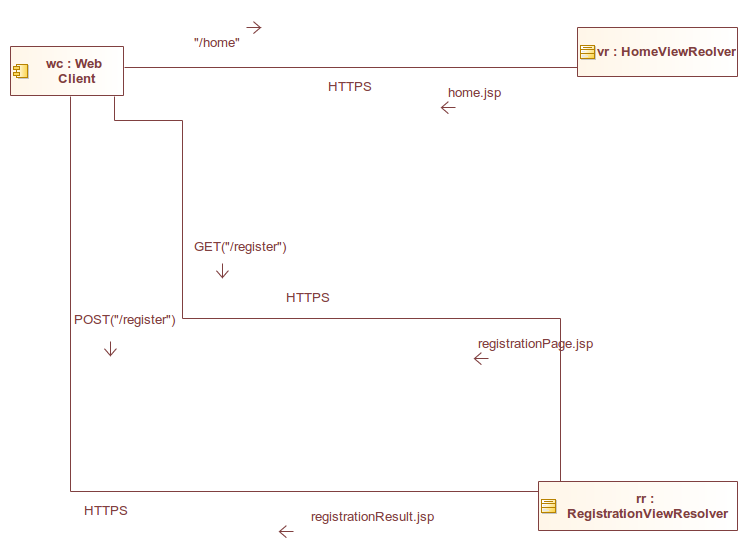 "/home"
wc : Web
Client
vr : HomeViewReolver
HTTPS
home.jsp
GET("/register")
HTTPS
POST("/register")
registrationPage.jsp
rr :
RegistrationViewResolver
HTTPS
registrationResult.jsp